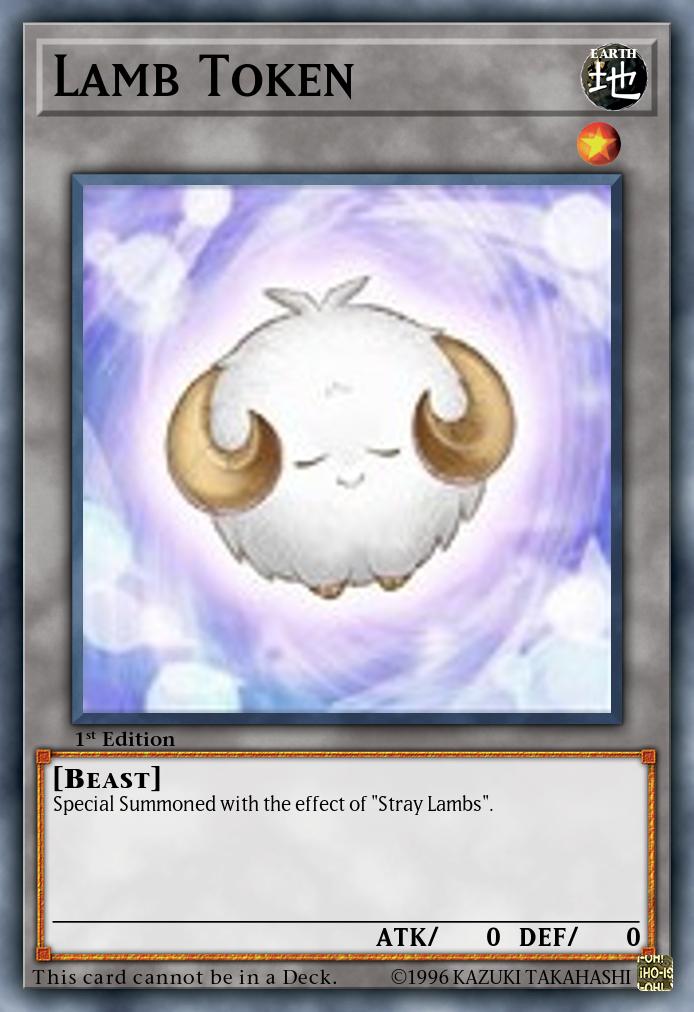 LAMB TOKEN
EARTH
地
1st Edition
[BEAST]
Special Summoned with the effect of "Stray Lambs".
ATK/ 0 DEF/ 0
This card cannot be in a Deck. ©1996 KAZUKI TAKAHASHI